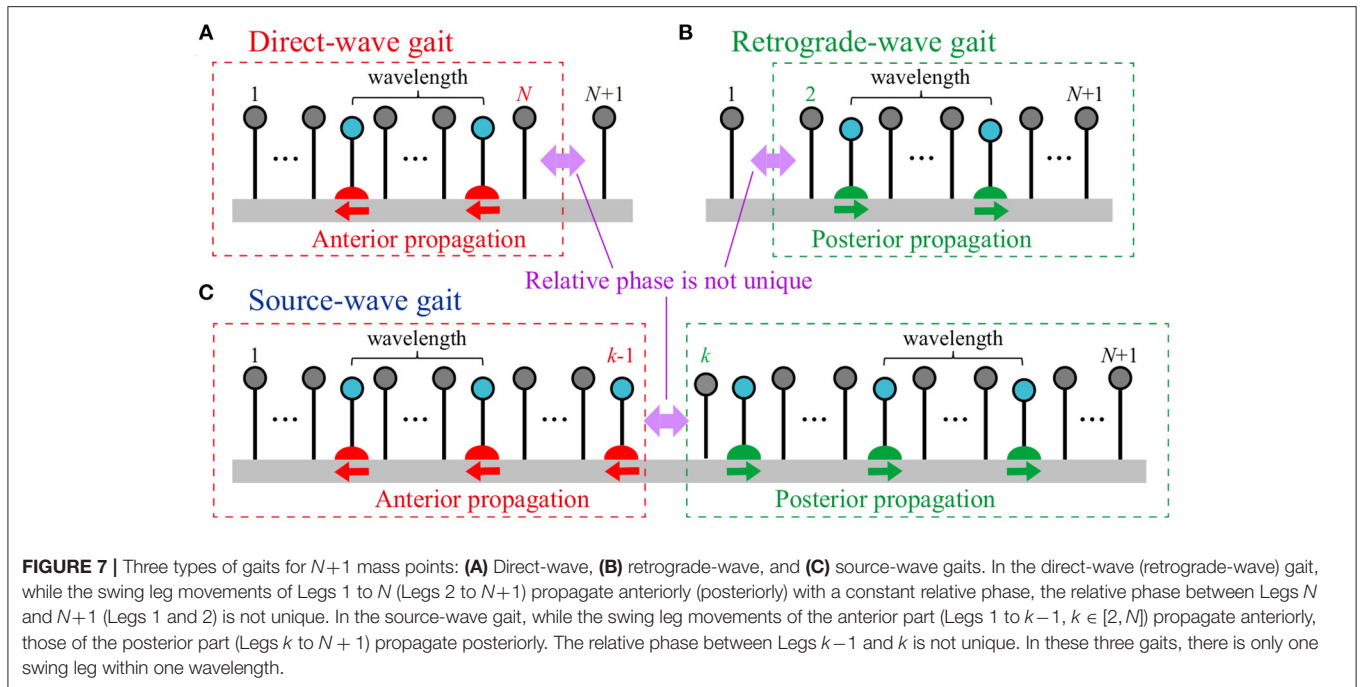 A
Direct-wave gait
wavelength
1
N
N+1
...
...
Anterior propagation
B
Retrograde-wave gait
wavelength
1
2
N+1
...
...
Posterior propagation
Relative phase is not unique
C
Source-wave gait
wavelength
1
k-1
...
...
...
Anterior propagation
wavelength
k
N+1
...
...
...
Posterior propagation
FIGURE 7 | Three types of gaits for N+1 mass points: (A) Direct-wave, (B) retrograde-wave, and (C) source-wave gaits. In the direct-wave (retrograde-wave) gait,
while the swing leg movements of Legs 1 to N (Legs 2 to N+1) propagate anteriorly (posteriorly) with a constant relative phase, the relative phase between Legs N
and N+1 (Legs 1 and 2) is not unique. In the source-wave gait, while the swing leg movements of the anterior part (Legs 1 to k−1, k ∈ [2, N]) propagate anteriorly,
those of the posterior part (Legs k to N + 1) propagate posteriorly. The relative phase between Legs k−1 and k is not unique. In these three gaits, there is only one
swing leg within one wavelength.